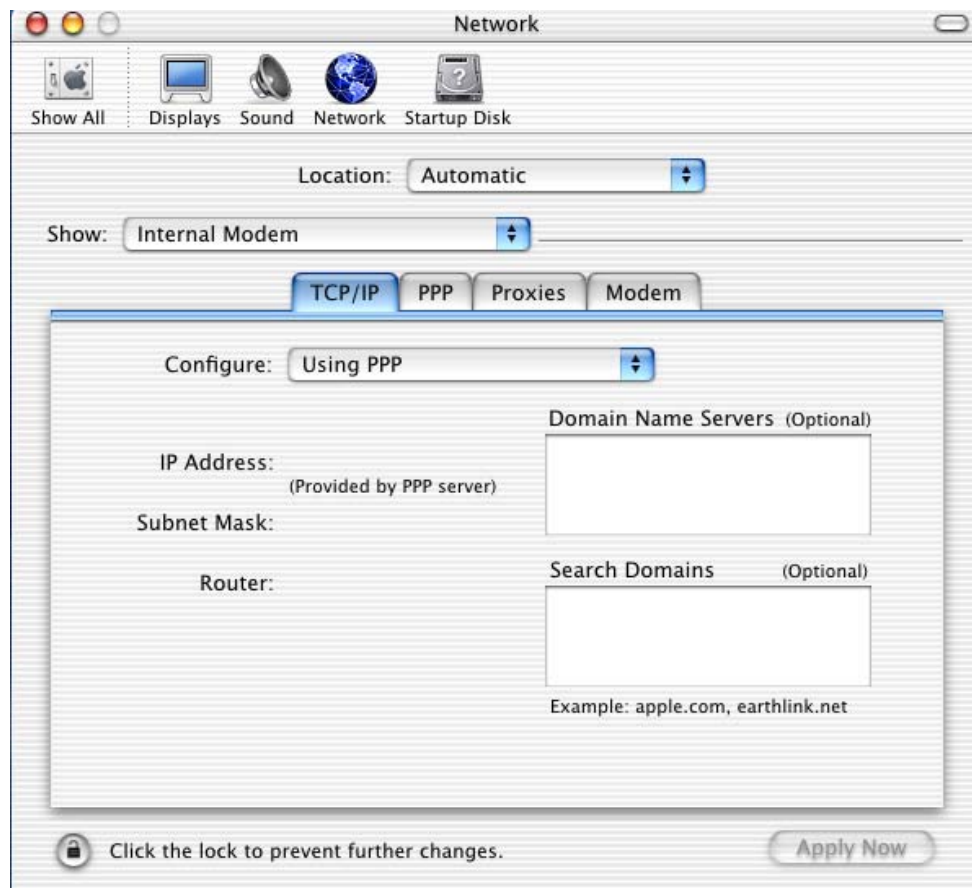 Network
Show All Displays Sound Network Startup Disk
Location: Automatic
Show: Internal Modem
TCP/IP PPP Proxies Modem
Configure: Using PPP
Domain Name Servers (Optional)
IP Address:
(Provided by PPP server)
Subnet Mask:
Search Domains (Optional)
Router:
Example: apple.com, earthlink.net
Click the lock to prevent further changes.
Apply Now